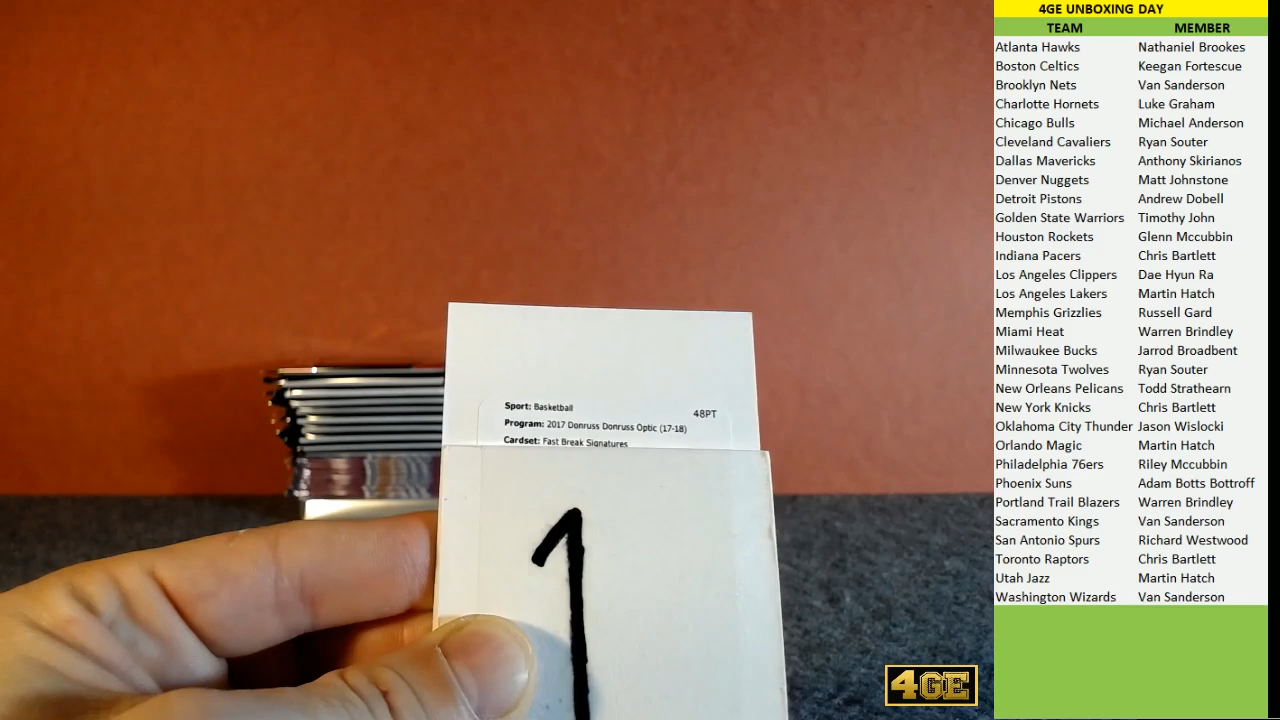 4GE UNBOXING DAY
TEAM MEMBER
Atlanta Hawks Nathaniel Brookes
Boston Celtics Keegan Fortescue
Brooklyn Nets Van Sanderson
Charlotte Hornets Luke Graham
Chicago Bulls Michael Anderson
Cleveland Cavaliers Ryan Souter
Dallas Mavericks Anthony Skirianos
Denver Nuggets Matt Johnstone
Detroit Pistons Andrew Dobell
Golden State Warriors Timothy John
Houston Rockets Glenn Mccubbin
Indiana Pacers Chris Bartlett
Los Angeles Clippers Dae Hyun Ra
Los Angeles Lakers Martin Hatch
Memphis Grizzlies Russell Gard
Miami Heat Warren Brindley
Milwaukee Bucks Jarrod Broadbent
Minnesota Twolves Ryan Souter
New Orleans Pelicans Todd Strathearn
New York Knicks Chris Bartlett
Oklahoma City Thunder Jason Wislocki
Orlando Magic Martin Hatch
Philadelphia 76ers Riley Mccubbin
Phoenix Suns Adam Botts Bottroff
Portland Trail Blazers Warren Brindley
Sacramento Kings Van Sanderson
San Antonio Spurs Richard Westwood
Toronto Raptors Chris Bartlett
Utah Jazz Martin Hatch
Washington Wizards Van Sanderson
Sport: Basketball
48PT
Program: 2017 Donruss Donruss Optic (17-18)
Cardset: Fast Break Signatures
1
4GE